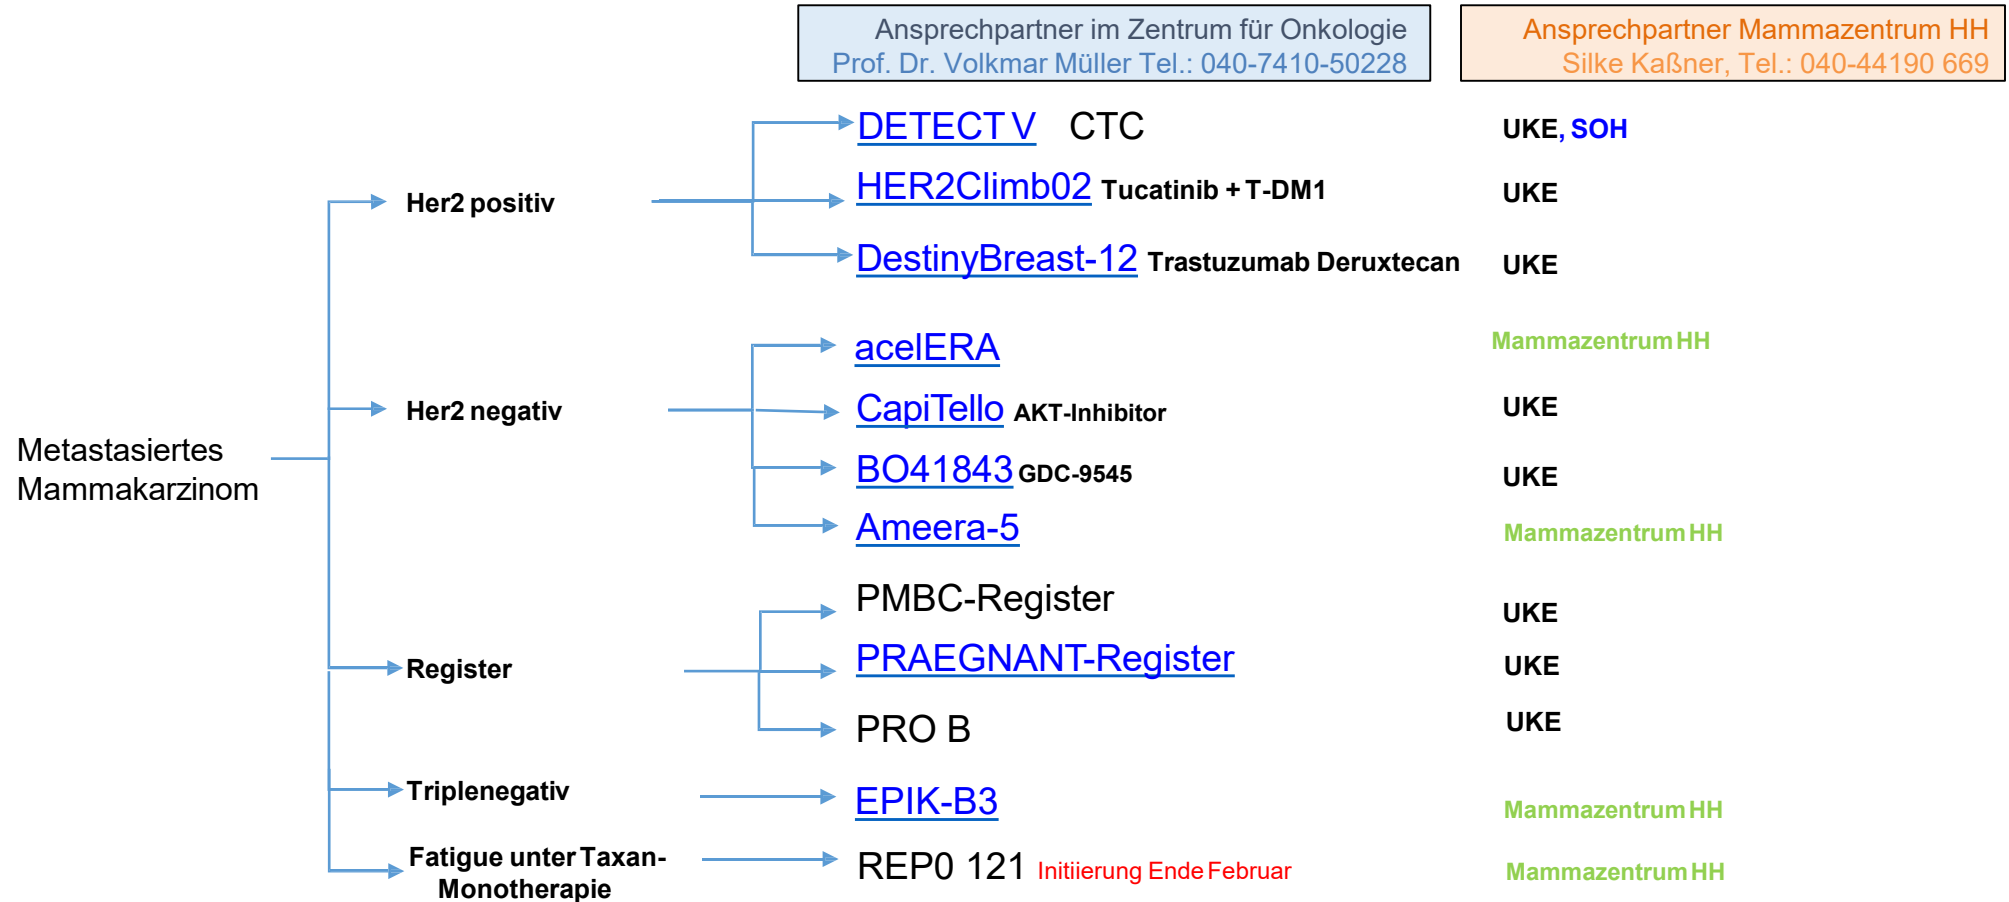 Ansprechpartner im Zentrum für Onkologie
Prof. Dr. Volkmar Müller Tel.: 040-7410-50228
Ansprechpartner Mammazentrum HH
Silke Kaßner, Tel.: 040-44190 669
DETECT V CTC UKE, SOH
Her2 positiv HER2Climb02 Tucatinib + T-DM1 UKE
DestinyBreast-12 Trastuzumab Deruxtecan UKE
acelERA Mammazentrum HH
Her2 negativ CapiTello AKT-Inhibitor UKE
Metastasiertes
Mammakarzinom
BO41843 GDC-9545 UKE
Ameera-5 Mammazentrum HH
PMBC-Register UKE
Register PRAEGNANT-Register UKE
PRO B UKE
Triplenegativ EPIK-B3 Mammazentrum HH
Fatigue unter Taxan-
Monotherapie
REP0 121 Initiierung Ende Februar Mammazentrum HH